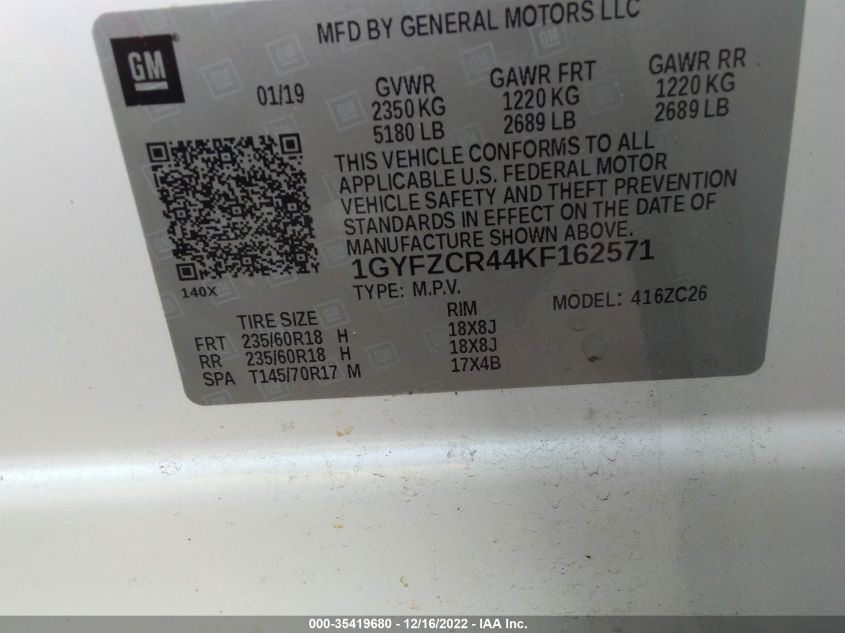 MFD BY GENERAL MOTORS LLC
GM
01/19
GVWR
2350 KG
5180 LB
GAWR FRT
1220 KG
2689 LB
GAWR RR
1220 KG
2689 LB
THIS VEHICLE CONFORMS TO ALL
APPLICABLE U.S. FEDERAL MOTOR
VEHICLE SAFETY AND THEFT PREVENTION
STANDARDS IN EFFECT ON THE DATE OF
MANUFACTURE SHOWN ABOVE.
140X
1GYFZCR44KF162571
TYPE: M.P.V.
MODEL: 416ZC26
TIRE SIZE RIM
FRT 235/60R18 H 18X8J
RR 235/60R18 H 18X8J
SPA T145/70R17 M 17X4B
000-35419680 - 12/16/2022 - IAA Inc.